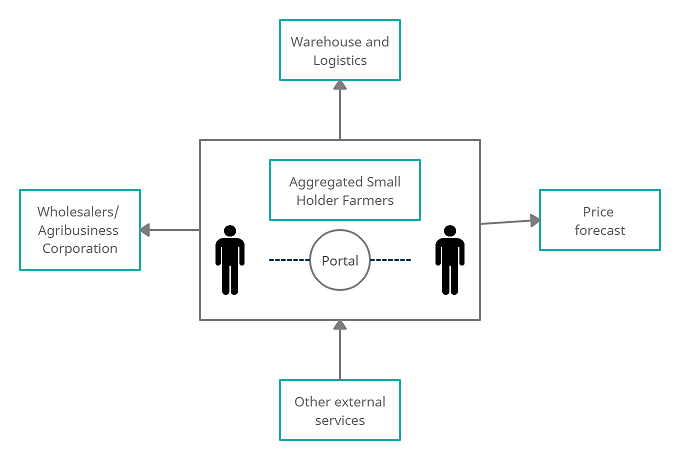 Warehouse and
Logistics
Aggregated Small
Holder Farmers
Wholesalers/
Agribusiness
Corporation
Price
forecast
Portal
Other external
services